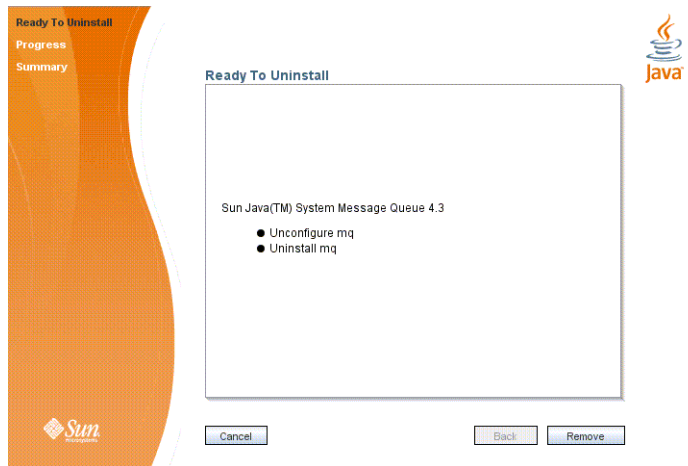 Ready To Uninstall
Progress
Summary
Java
Ready To Uninstall
Sun Java(TM) System Message Queue 4.3
● Unconfigure mq
● Uninstall mq
Sun
microsystems
Cancel
Back
Remove